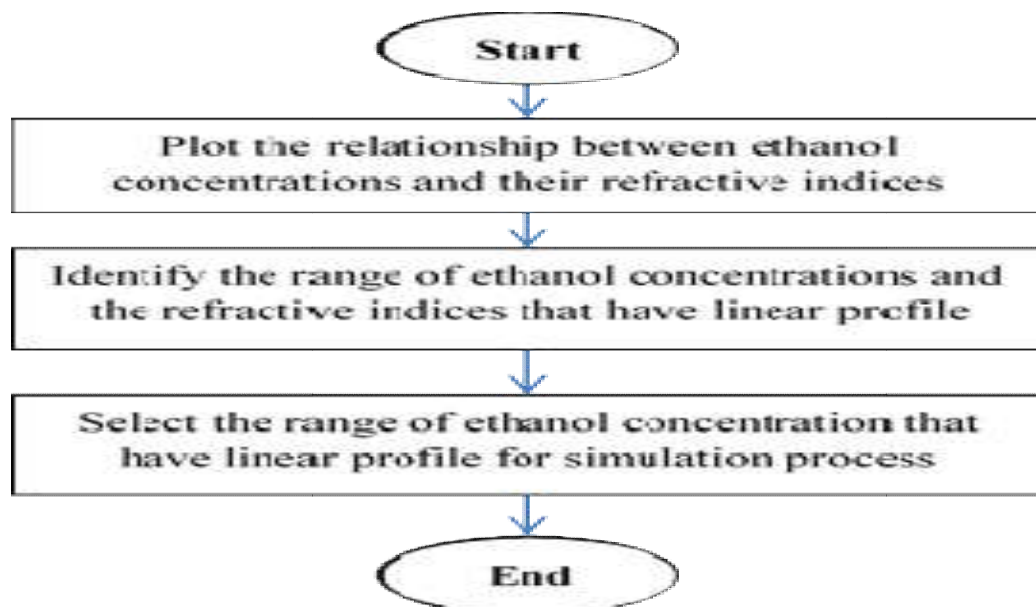 Start
Plot the relationship between ethanol
concentrations and their refractive indices
Identify the range of ethanol concentrations and
the refractive indices that have linear profile
Select the range of ethanol concentration that
have linear profile for simulation process
End